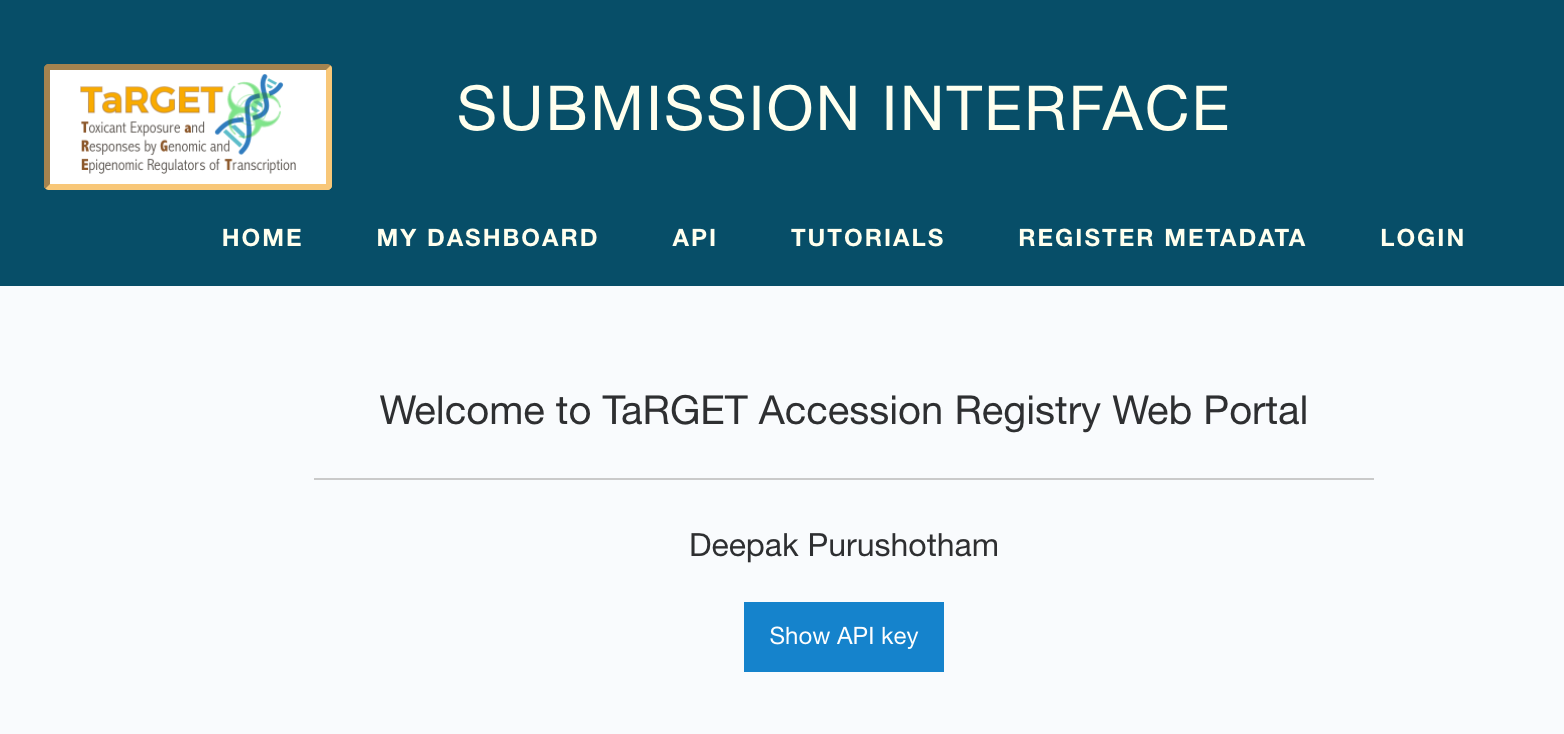 TaRGET
Toxicant Exposure and
Responses by Genomic and
Epigenomic Regulators of Transcription
SUBMISSION INTERFACE
HOME MY DASHBOARD API TUTORIALS REGISTER METADATA LOGIN
Welcome to TaRGET Accession Registry Web Portal
Deepak Purushotham
Show API key